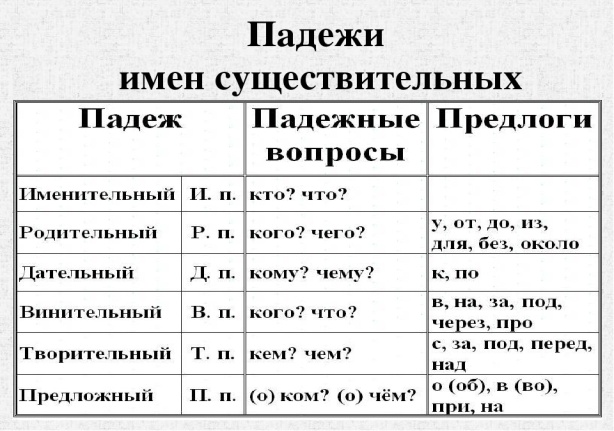 Падежи
имен существительных
Падеж Падежные Предлоги
вопросы
Именительный И. п. кто? что?
Родительный Р. п. кого? чего? у, от, до, из,
для, без, около
Дательный Д. п. кому? чему? к, по
Винительный В. п. кого? что? в, на, за, под,
через, про
Творительный Т. п. кем? чем? с, за, под, перед,
над
Предложный П. п. (о) ком? (о) чём? о (об), в (во),
при, на